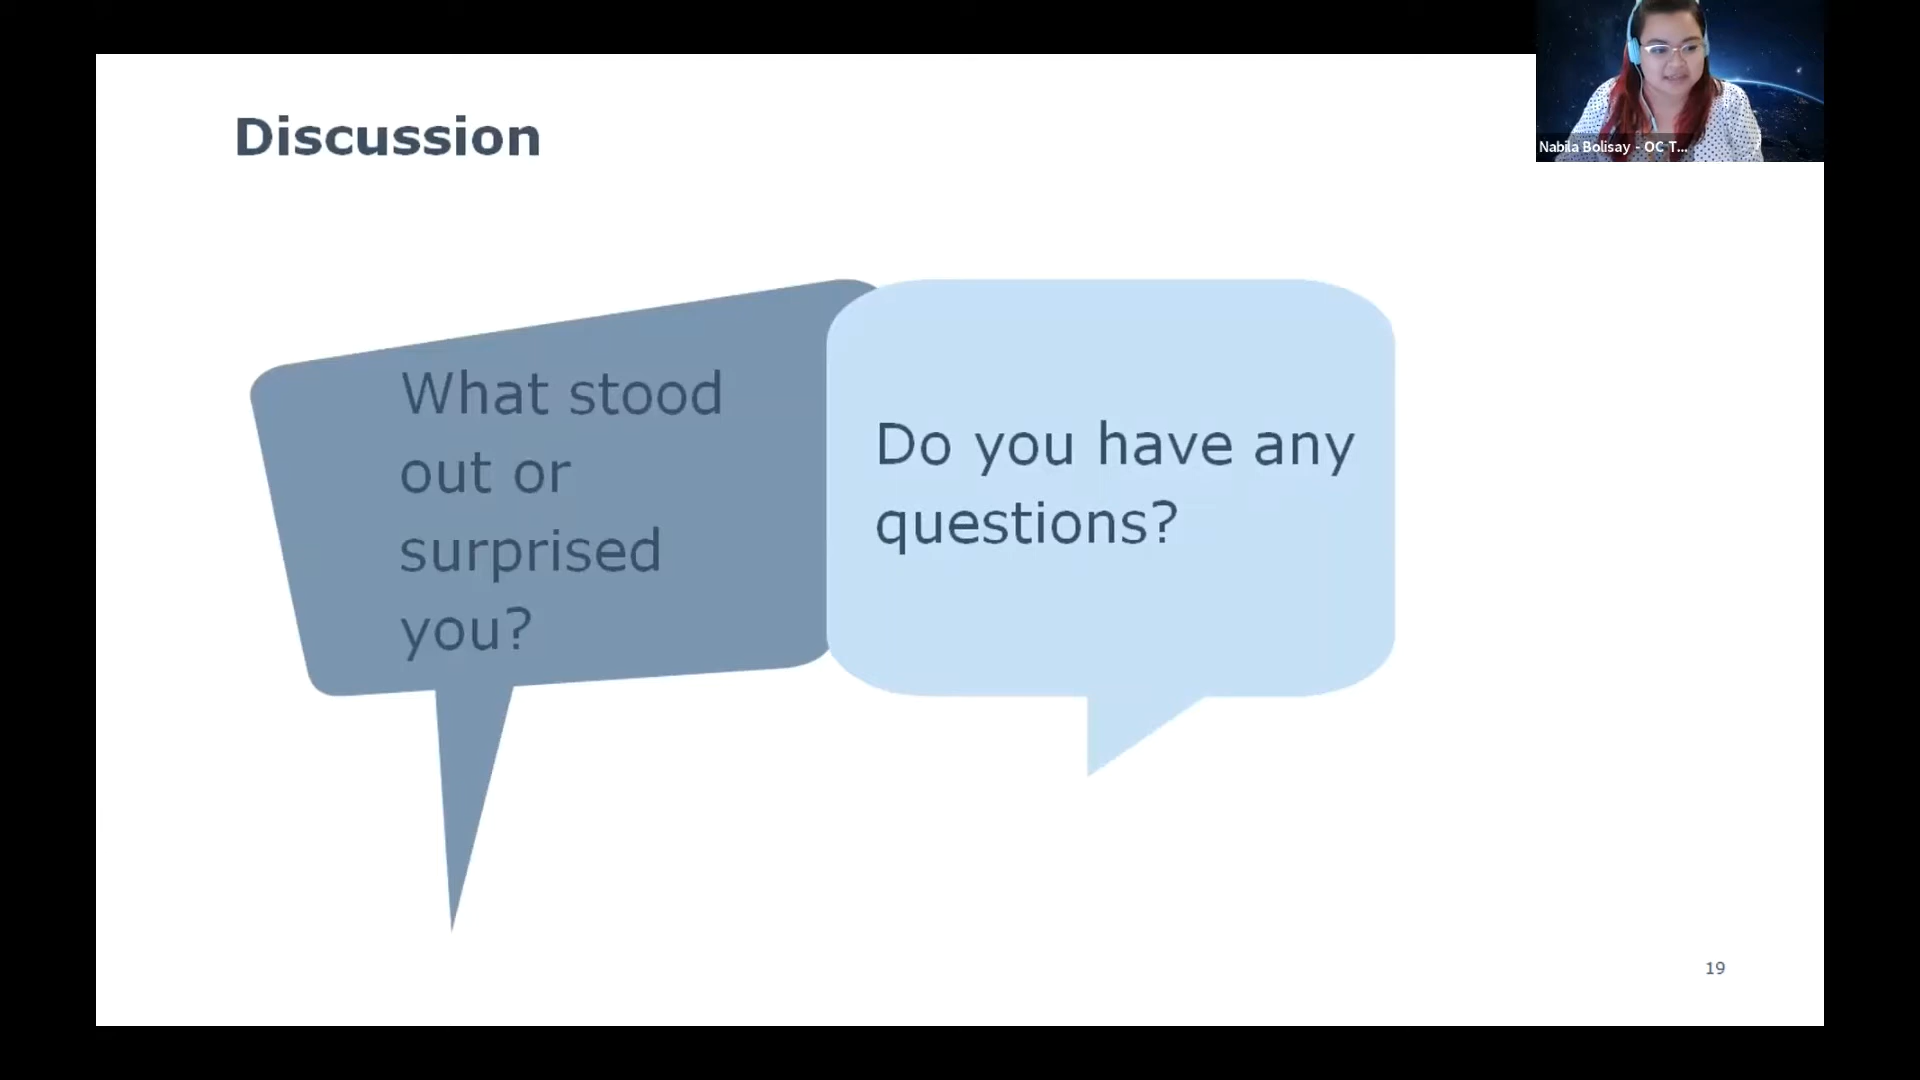 Nabila Bolisay - OC T...
Discussion
What stood
out or
surprised
you?
Do you have any
questions?
19